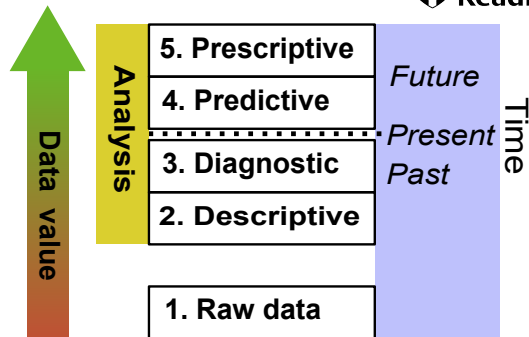 5. Prescriptive
4. Predictive
3. Diagnostic
2. Descriptive
1. Raw data
Analysis
Data value
Future
Present
Past
Time